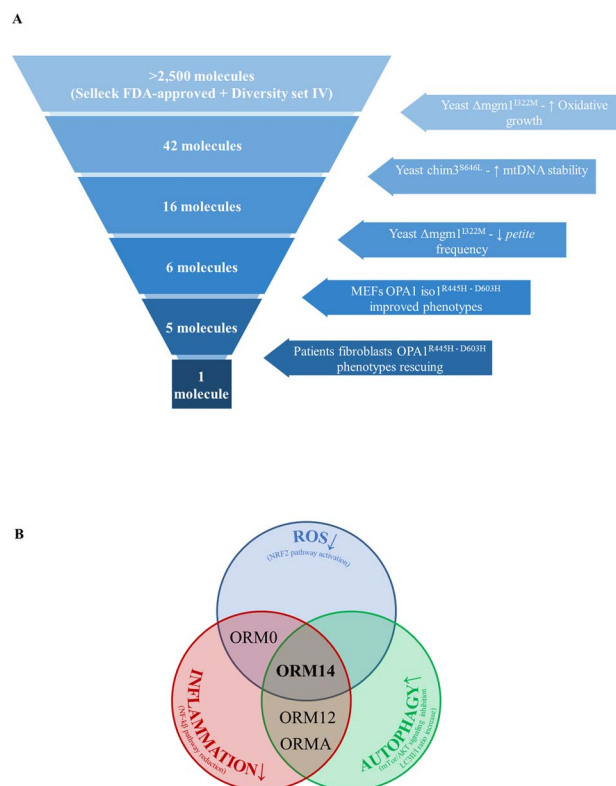 A
>2,500 molecules
(Selleck FDA-approved + Diversity set IV)
Yeast Δmgm1I322M - ↑ Oxidative
growth
42 molecules
Yeast chim3S646L - ↑ mtDNA stability
16 molecules
Yeast Δmgm1I322M - ↓ petite
frequency
6 molecules
MEFs OPA1 iso1R445H - D603H
improved phenotypes
5 molecules
Patients fibroblasts OPA1R445H - D603H
phenotypes rescuing
1
molecule
B
ROS↓
(NRF2 pathway activation)
ORM0
ORM14
ORM12
ORMA
INFLAMMATION↓
(NF-kβ pathway reduction)
AUTOPHAGY↑
(mTor/AKT signaling inhibition
LC3II/I ratio increase)